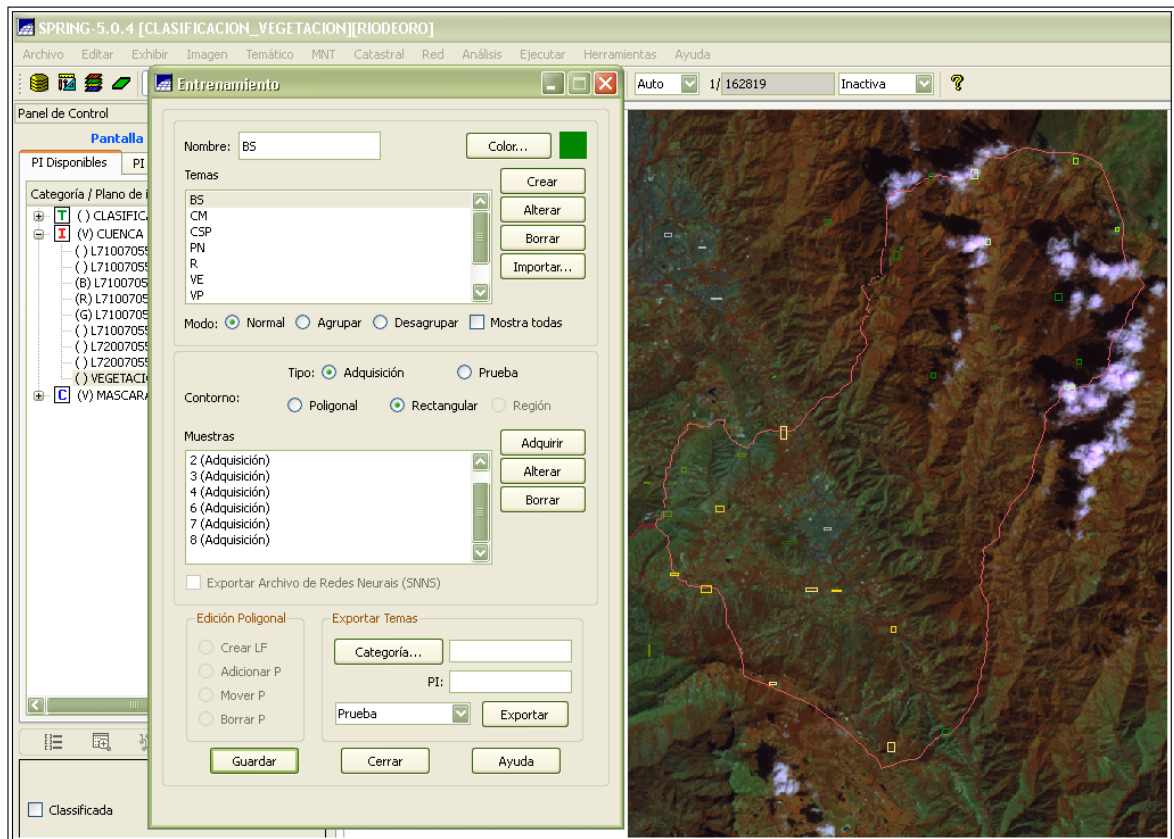 SPRING-5.0.4 [CLASIFICACION_VEGETACION][RIODEORO]
Archivo Editar Exhibir Imagen Temático MNT Catastral Red Análisis Ejecutar Herramientas Ayuda
Auto 1/ 162819 Inactiva
Panel de Control
Pantalla
PI Disponibles PI
Categoría / Plano de i
T ( ) CLASIFICA
I (V) CUENCA
( ) L71007055
( ) L71007055
(B) L7100705
(R) L7100705
(G) L7100705
( ) L71007055
( ) L72007055
( ) L72007055
( ) VEGETACIO
C (V) MASCARA
Classificada
Entrenamiento
Nombre: BS Color...
Temas
BS
CM
CSP
PN
R
VE
VP
Crear
Alterar
Borrar
Importar...
Modo: Normal Agrupar Desagrupar Mostra todas
Tipo: Adquisición Prueba
Contorno: Poligonal Rectangular Región
Muestras
2 (Adquisición)
3 (Adquisición)
4 (Adquisición)
6 (Adquisición)
7 (Adquisición)
8 (Adquisición)
Adquirir
Alterar
Borrar
Exportar Archivo de Redes Neurais (SNNS)
Edición Poligonal
Crear LF
Adicionar P
Mover P
Borrar P
Exportar Temas
Categoría...
PI:
Prueba Exportar
Guardar Cerrar Ayuda